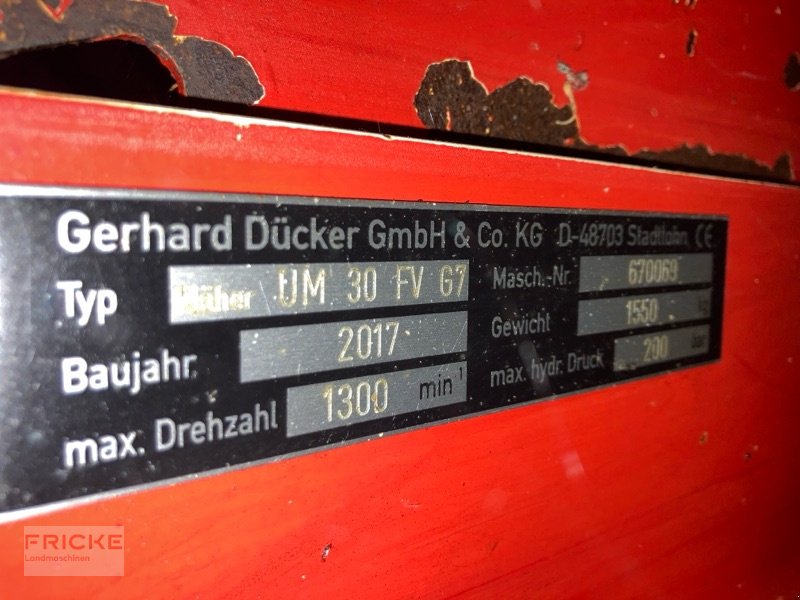 Gerhard Dücker GmbH & Co. KG D-48703 Stadtlohn CE
Typ Mäher UM 30 FV G7 Masch.-Nr. 670069
Baujahr 2017 Gewicht 1550 kg
max. Drehzahl 1300 min⁻¹ max. hydr. Druck 200 bar
FRICKE
Landmaschinen